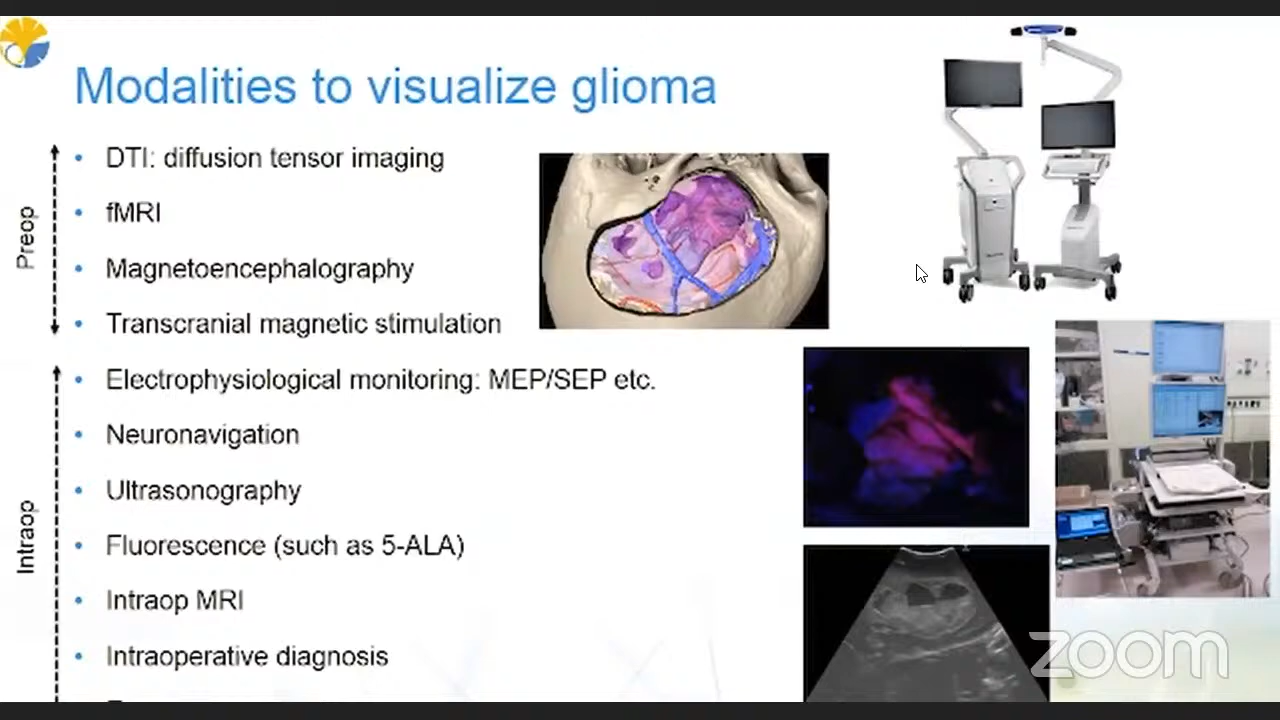 Modalities to visualize glioma
Preop
• DTI: diffusion tensor imaging
• fMRI
• Magnetoencephalography
• Transcranial magnetic stimulation
Intraop
• Electrophysiological monitoring: MEP/SEP etc.
• Neuronavigation
• Ultrasonography
• Fluorescence (such as 5-ALA)
• Intraop MRI
• Intraoperative diagnosis
zoom